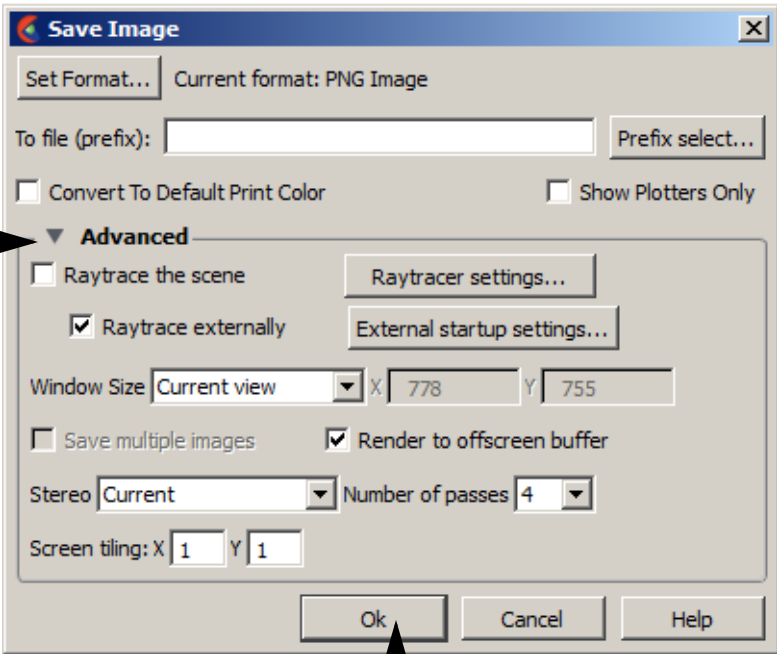 Save Image
Set Format... Current format: PNG Image
To file (prefix): Prefix select...
Convert To Default Print Color Show Plotters Only
Advanced
Raytrace the scene Raytracer settings...
Raytrace externally External startup settings...
Window Size Current view X 778 Y 755
Save multiple images Render to offscreen buffer
Stereo Current Number of passes 4
Screen tiling: X 1 Y 1
Ok Cancel Help